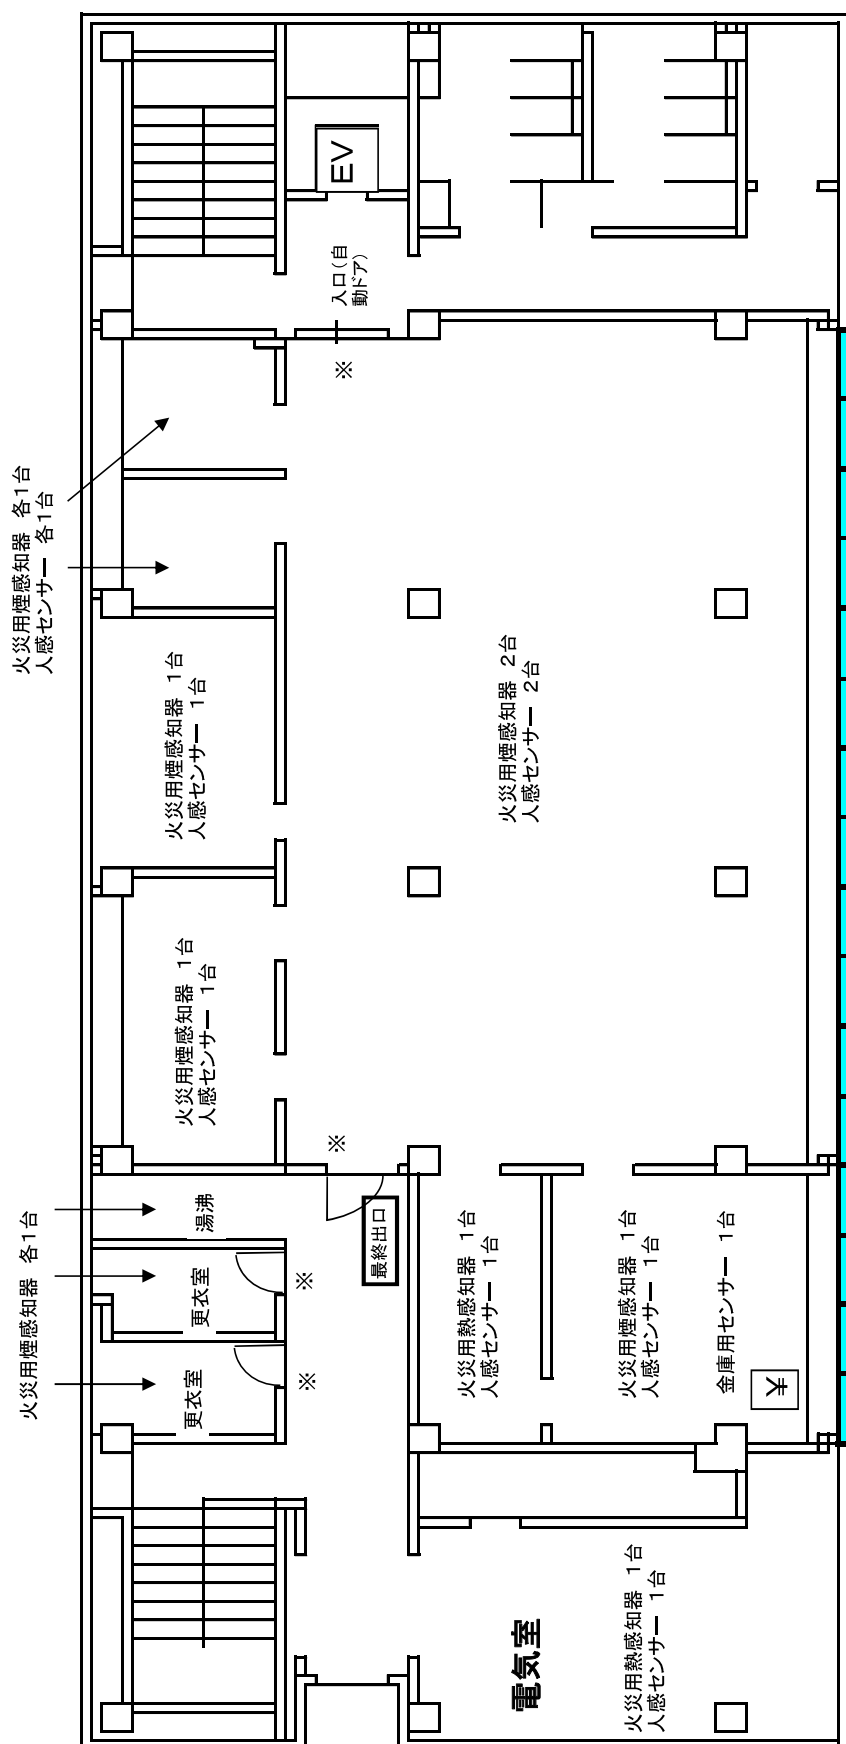 火災用煙感知器 各1台
更衣室
更衣室
湯沸
※
※
最終出口
※
電気室
火災用熱感知器 1台
人感センサー 1台
火災用熱感知器 1台
人感センサー 1台
火災用煙感知器 1台
人感センサー 1台
金庫用センサー 1台
¥
火災用煙感知器 1台
人感センサー 1台
火災用煙感知器 1台
人感センサー 1台
火災用煙感知器 2台
人感センサー 2台
火災用煙感知器 各1台
人感センサー 各1台
※
入口(自
動ドア)
EV